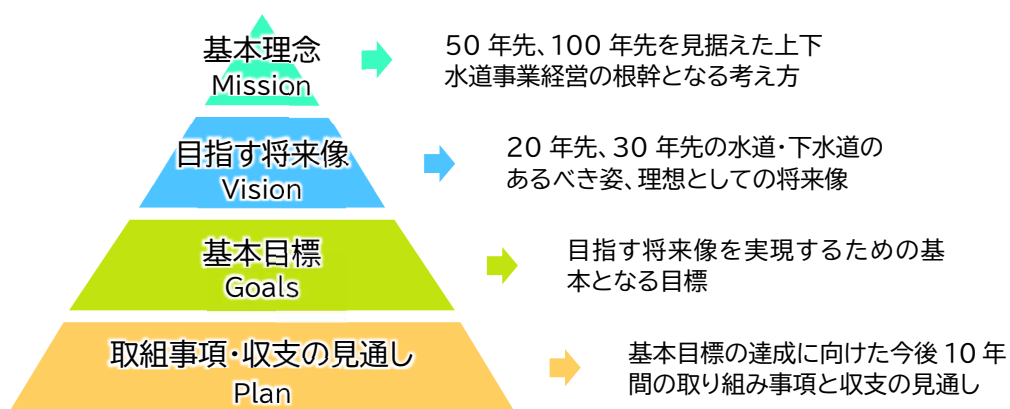 基本理念
Mission
50 年先、100 年先を見据えた上下
水道事業経営の根幹となる考え方
目指す将来像
Vision
20 年先、30 年先の水道・下水道の
あるべき姿、理想としての将来像
基本目標
Goals
目指す将来像を実現するための基
本となる目標
取組事項・収支の見通し
Plan
基本目標の達成に向けた今後 10 年
間の取り組み事項と収支の見通し